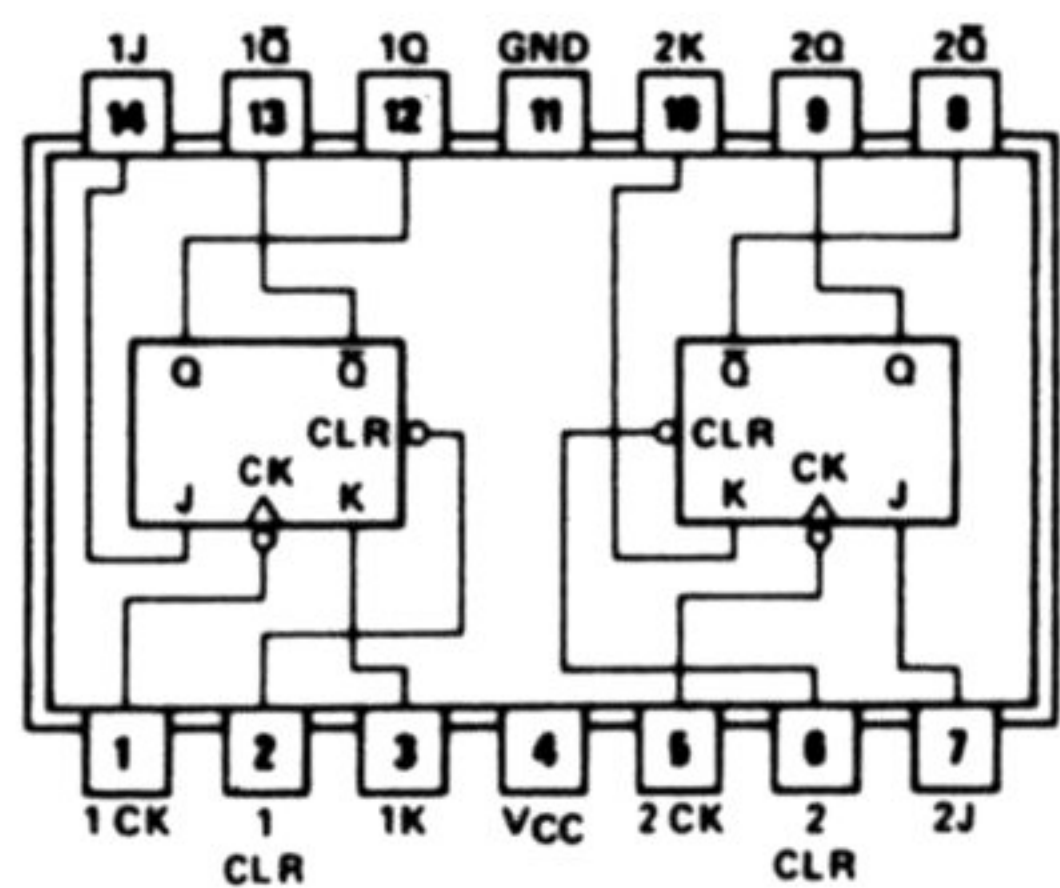 1J 1Q̅ 1Q GND 2K 2Q 2Q̅
14 13 12 11 10 9 8
Q Q̅ Q̅ Q
CLR CLR
CK CK
J K K J
1 2 3 4 5 6 7
1 CK 1 1K VCC 2 CK 2 2J
CLR CLR